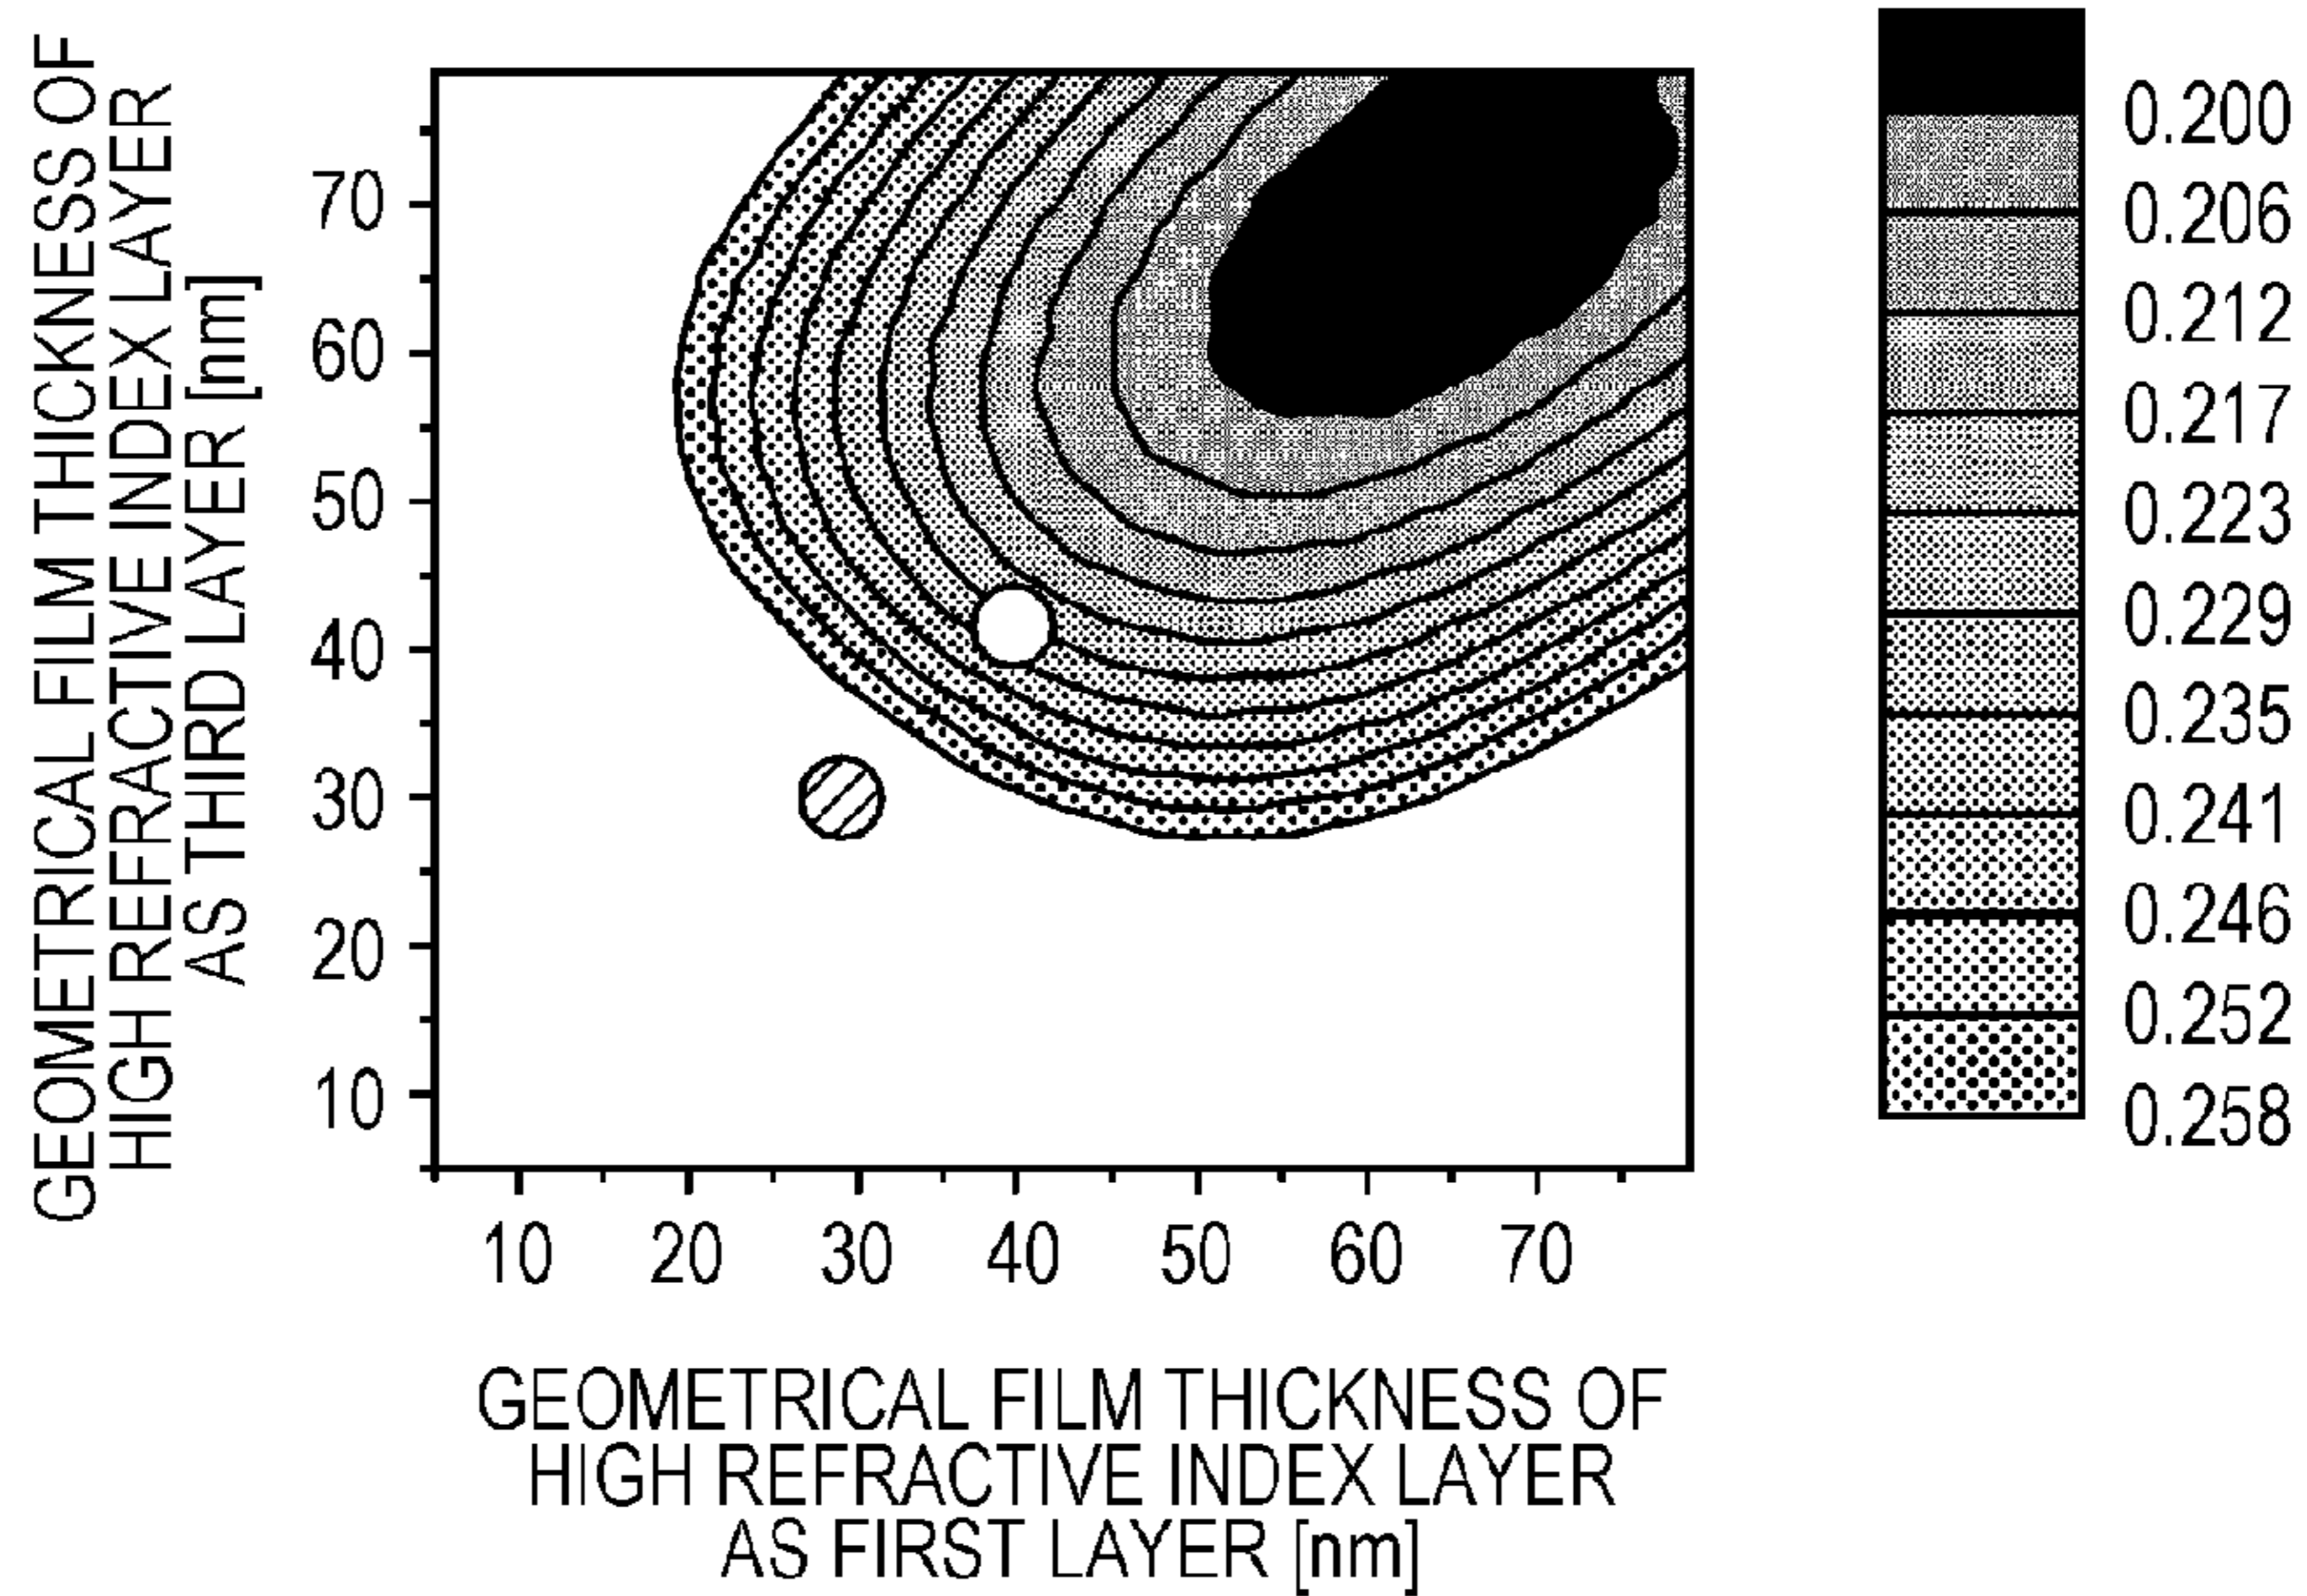 GEOMETRICAL FILM THICKNESS OF
HIGH REFRACTIVE INDEX LAYER
AS THIRD LAYER [nm]
70
60
50
40
30
20
10
10 20 30 40 50 60 70
GEOMETRICAL FILM THICKNESS OF
HIGH REFRACTIVE INDEX LAYER
AS FIRST LAYER [nm]
0.200
0.206
0.212
0.217
0.223
0.229
0.235
0.241
0.246
0.252
0.258